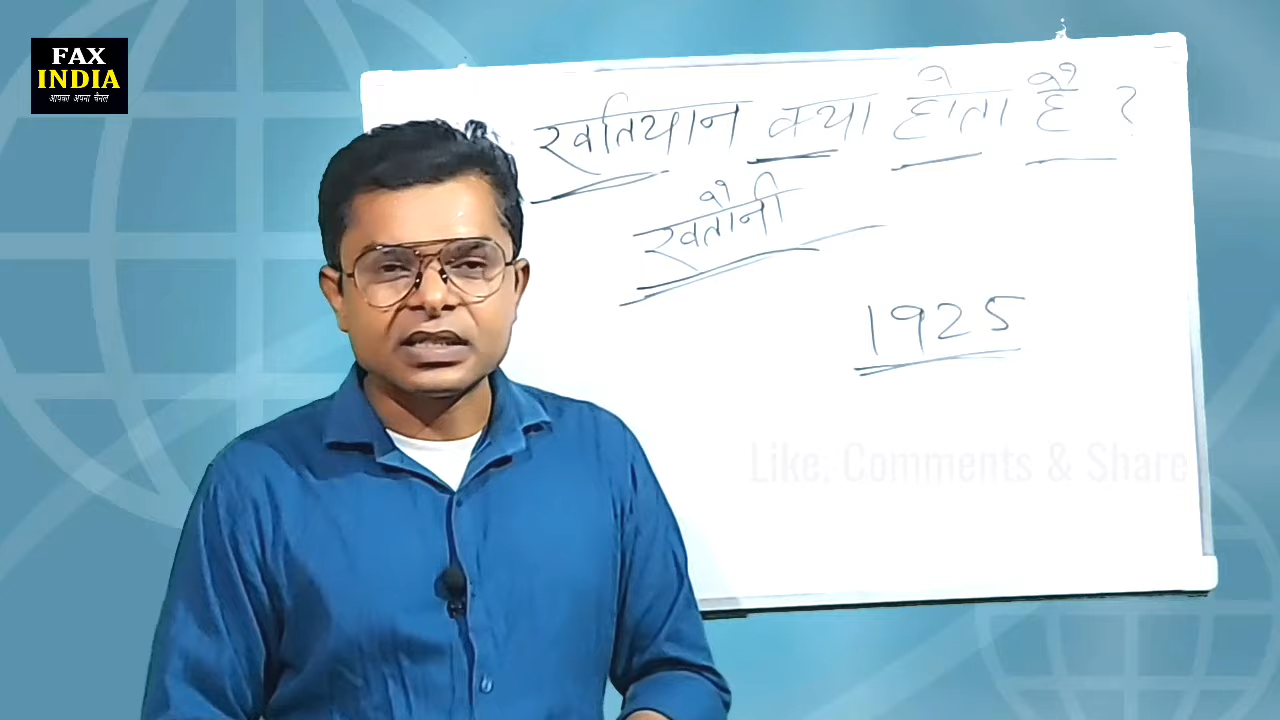 FAX
INDIA
आपका अपना चैनल
खतियान क्या होता है ?
खतौनी
1925
Like, Comments & Share